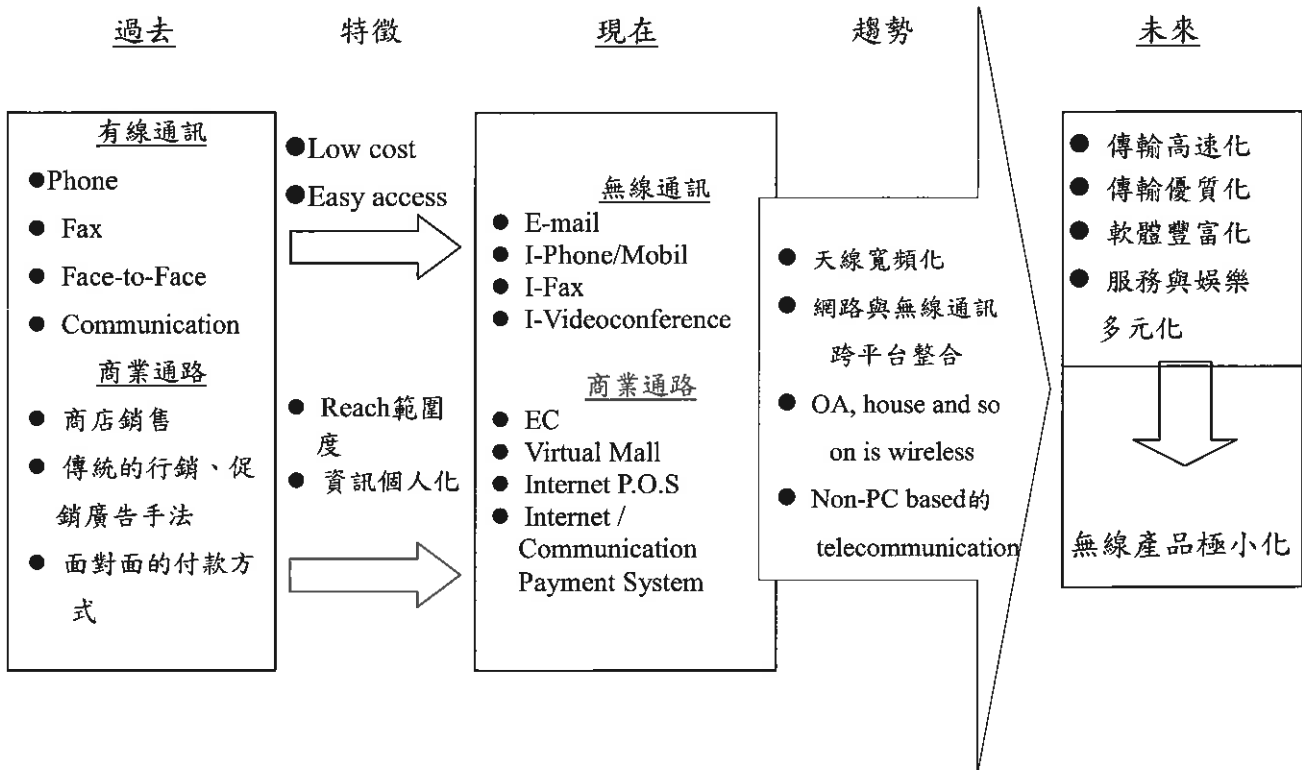 過去
特徵
現在
趨勢
未來
有線通訊
●Phone
● Fax
● Face-to-Face
● Communication
商業通路
● 商店銷售
● 傳統的行銷、促
銷廣告手法
● 面對面的付款方
式
●Low cost
●Easy access
● Reach範圍
度
● 資訊個人化
無線通訊
● E-mail
● I-Phone/Mobil
● I-Fax
● I-Videoconference
商業通路
● EC
● Virtual Mall
● Internet P.O.S
● Internet /
Communication
Payment System
● 天線寬頻化
● 網路與無線通訊
跨平台整合
● OA, house and so
on is wireless
● Non-PC based的
telecommunication
● 傳輸高速化
● 傳輸優質化
● 軟體豐富化
● 服務與娛樂
多元化
無線產品極小化